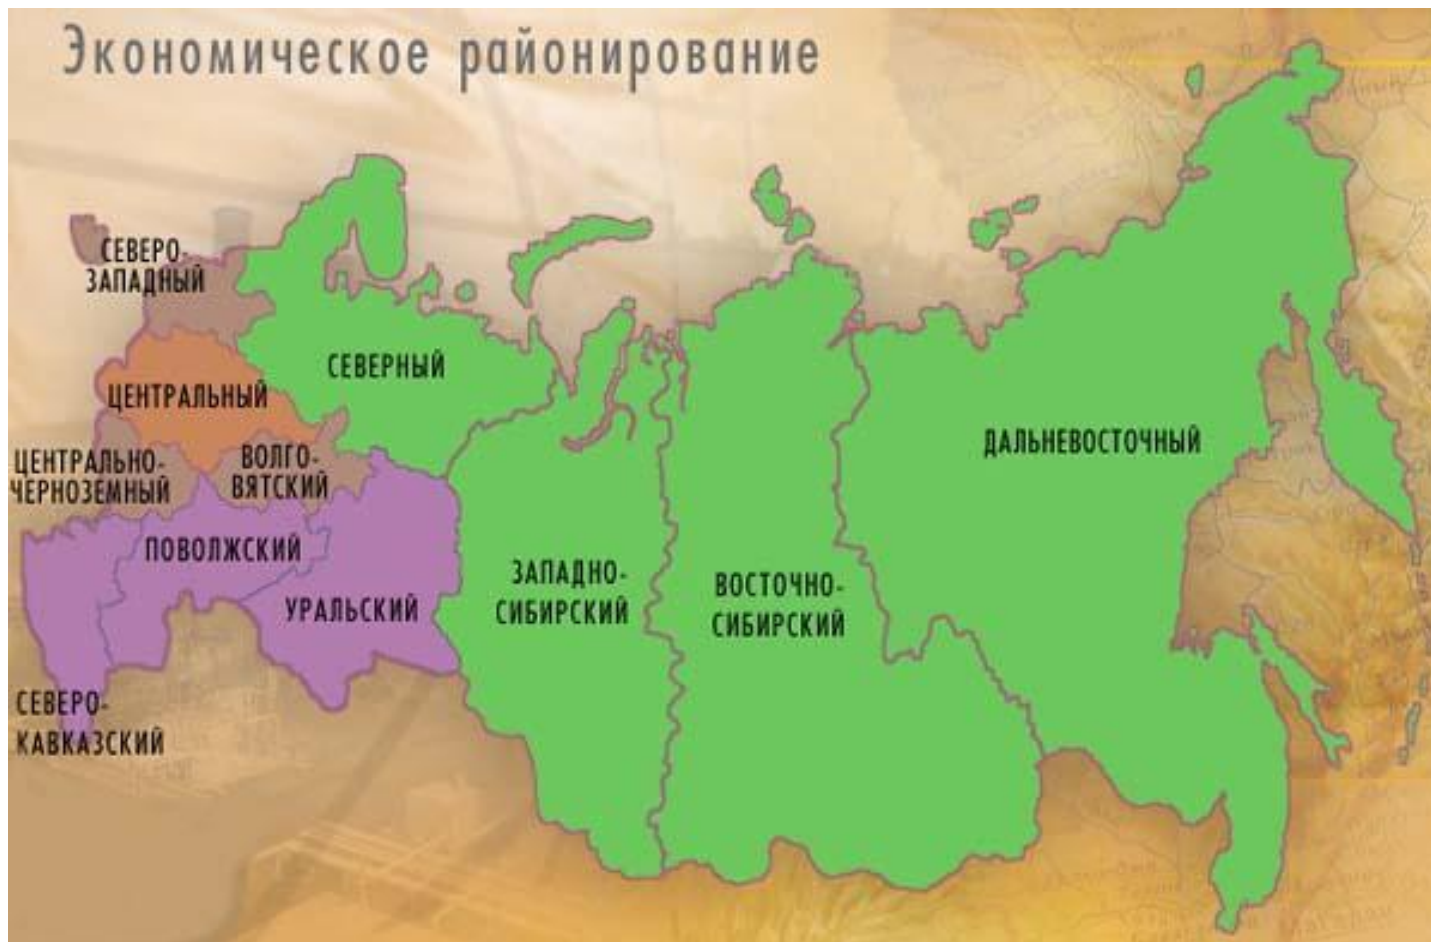 Экономическое районирование
СЕВЕРО-
ЗАПАДНЫЙ
СЕВЕРНЫЙ
ЦЕНТРАЛЬНЫЙ
ЦЕНТРАЛЬНО-
ЧЕРНОЗЕМНЫЙ
ВОЛГО-
ВЯТСКИЙ
ДАЛЬНЕВОСТОЧНЫЙ
ПОВОЛЖСКИЙ
УРАЛЬСКИЙ
ЗАПАДНО-
СИБИРСКИЙ
ВОСТОЧНО-
СИБИРСКИЙ
СЕВЕРО-
КАВКАЗСКИЙ